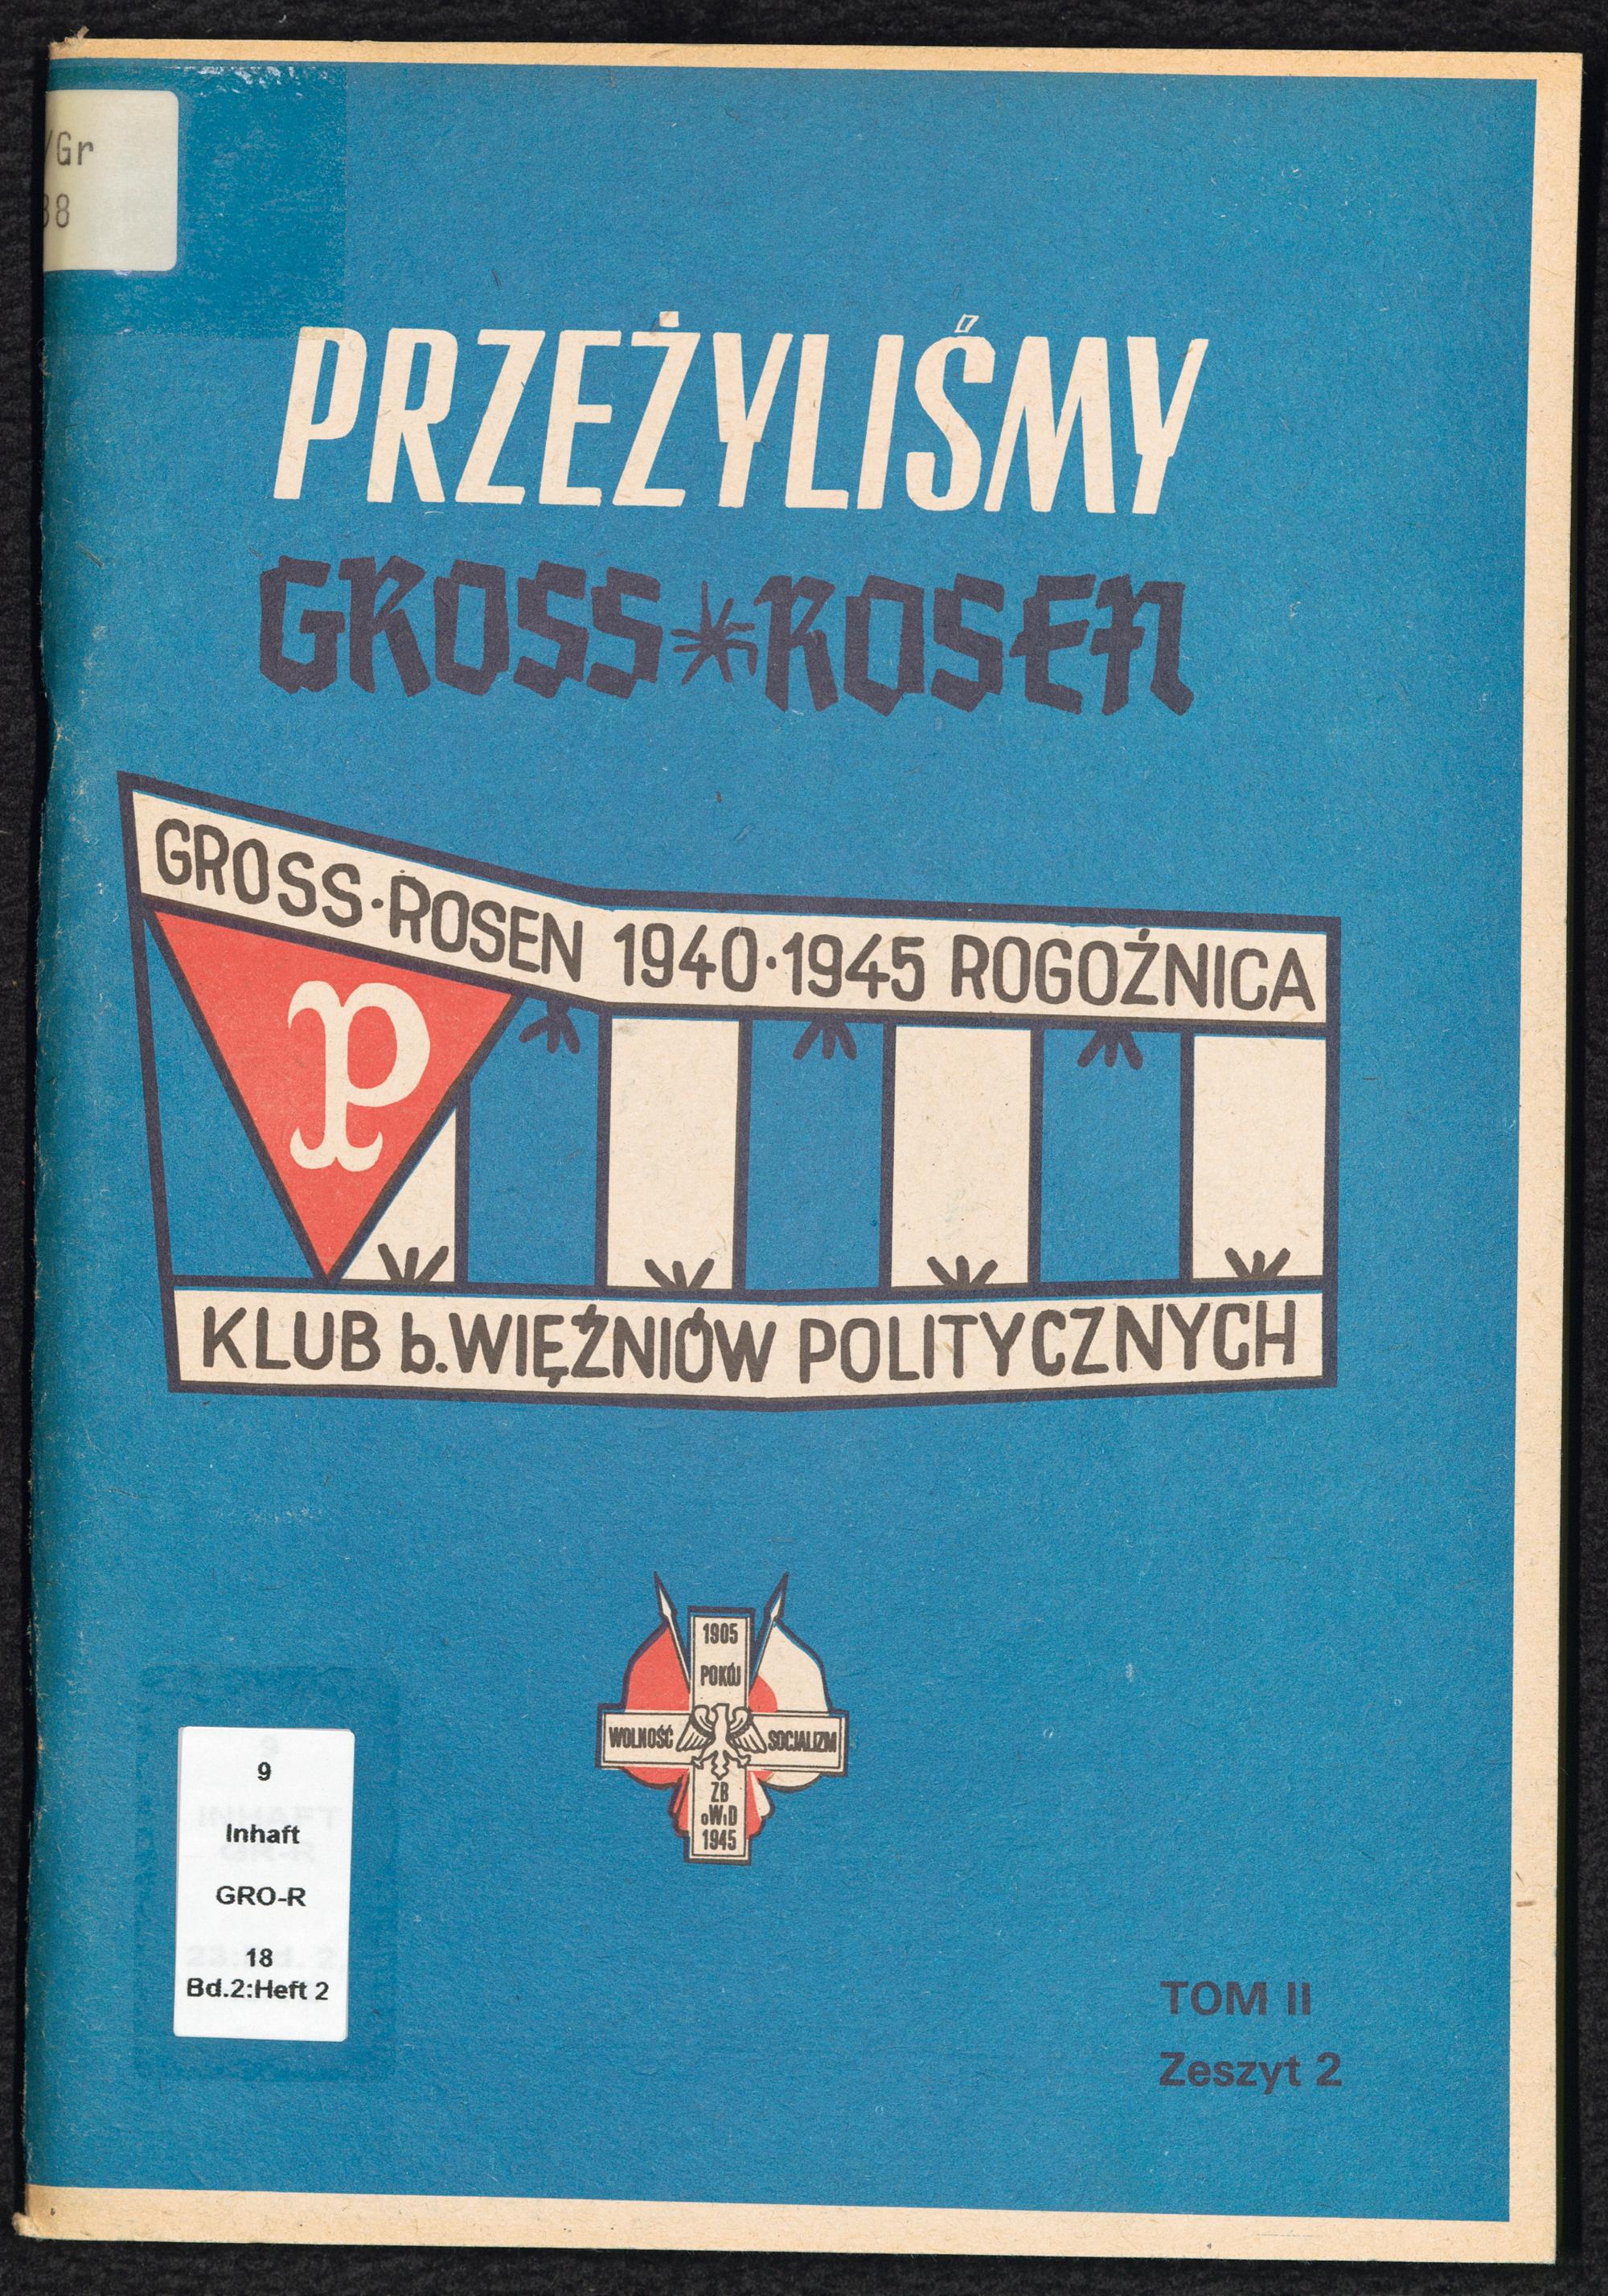 /Gr
38
PRZEŻYLIŚMY
GROSS*ROSEN
GROSS·ROSEN 1940·1945 ROGOŹNICA
P
KLUB b. WIĘŹNIÓW POLITYCZNYCH
1905
POKÓJ
WOLNOŚĆ SOCJALIZM
ZB
oWiD
1945
9
Inhaft
GRO-R
18
Bd.2:Heft 2
TOM II
Zeszyt 2